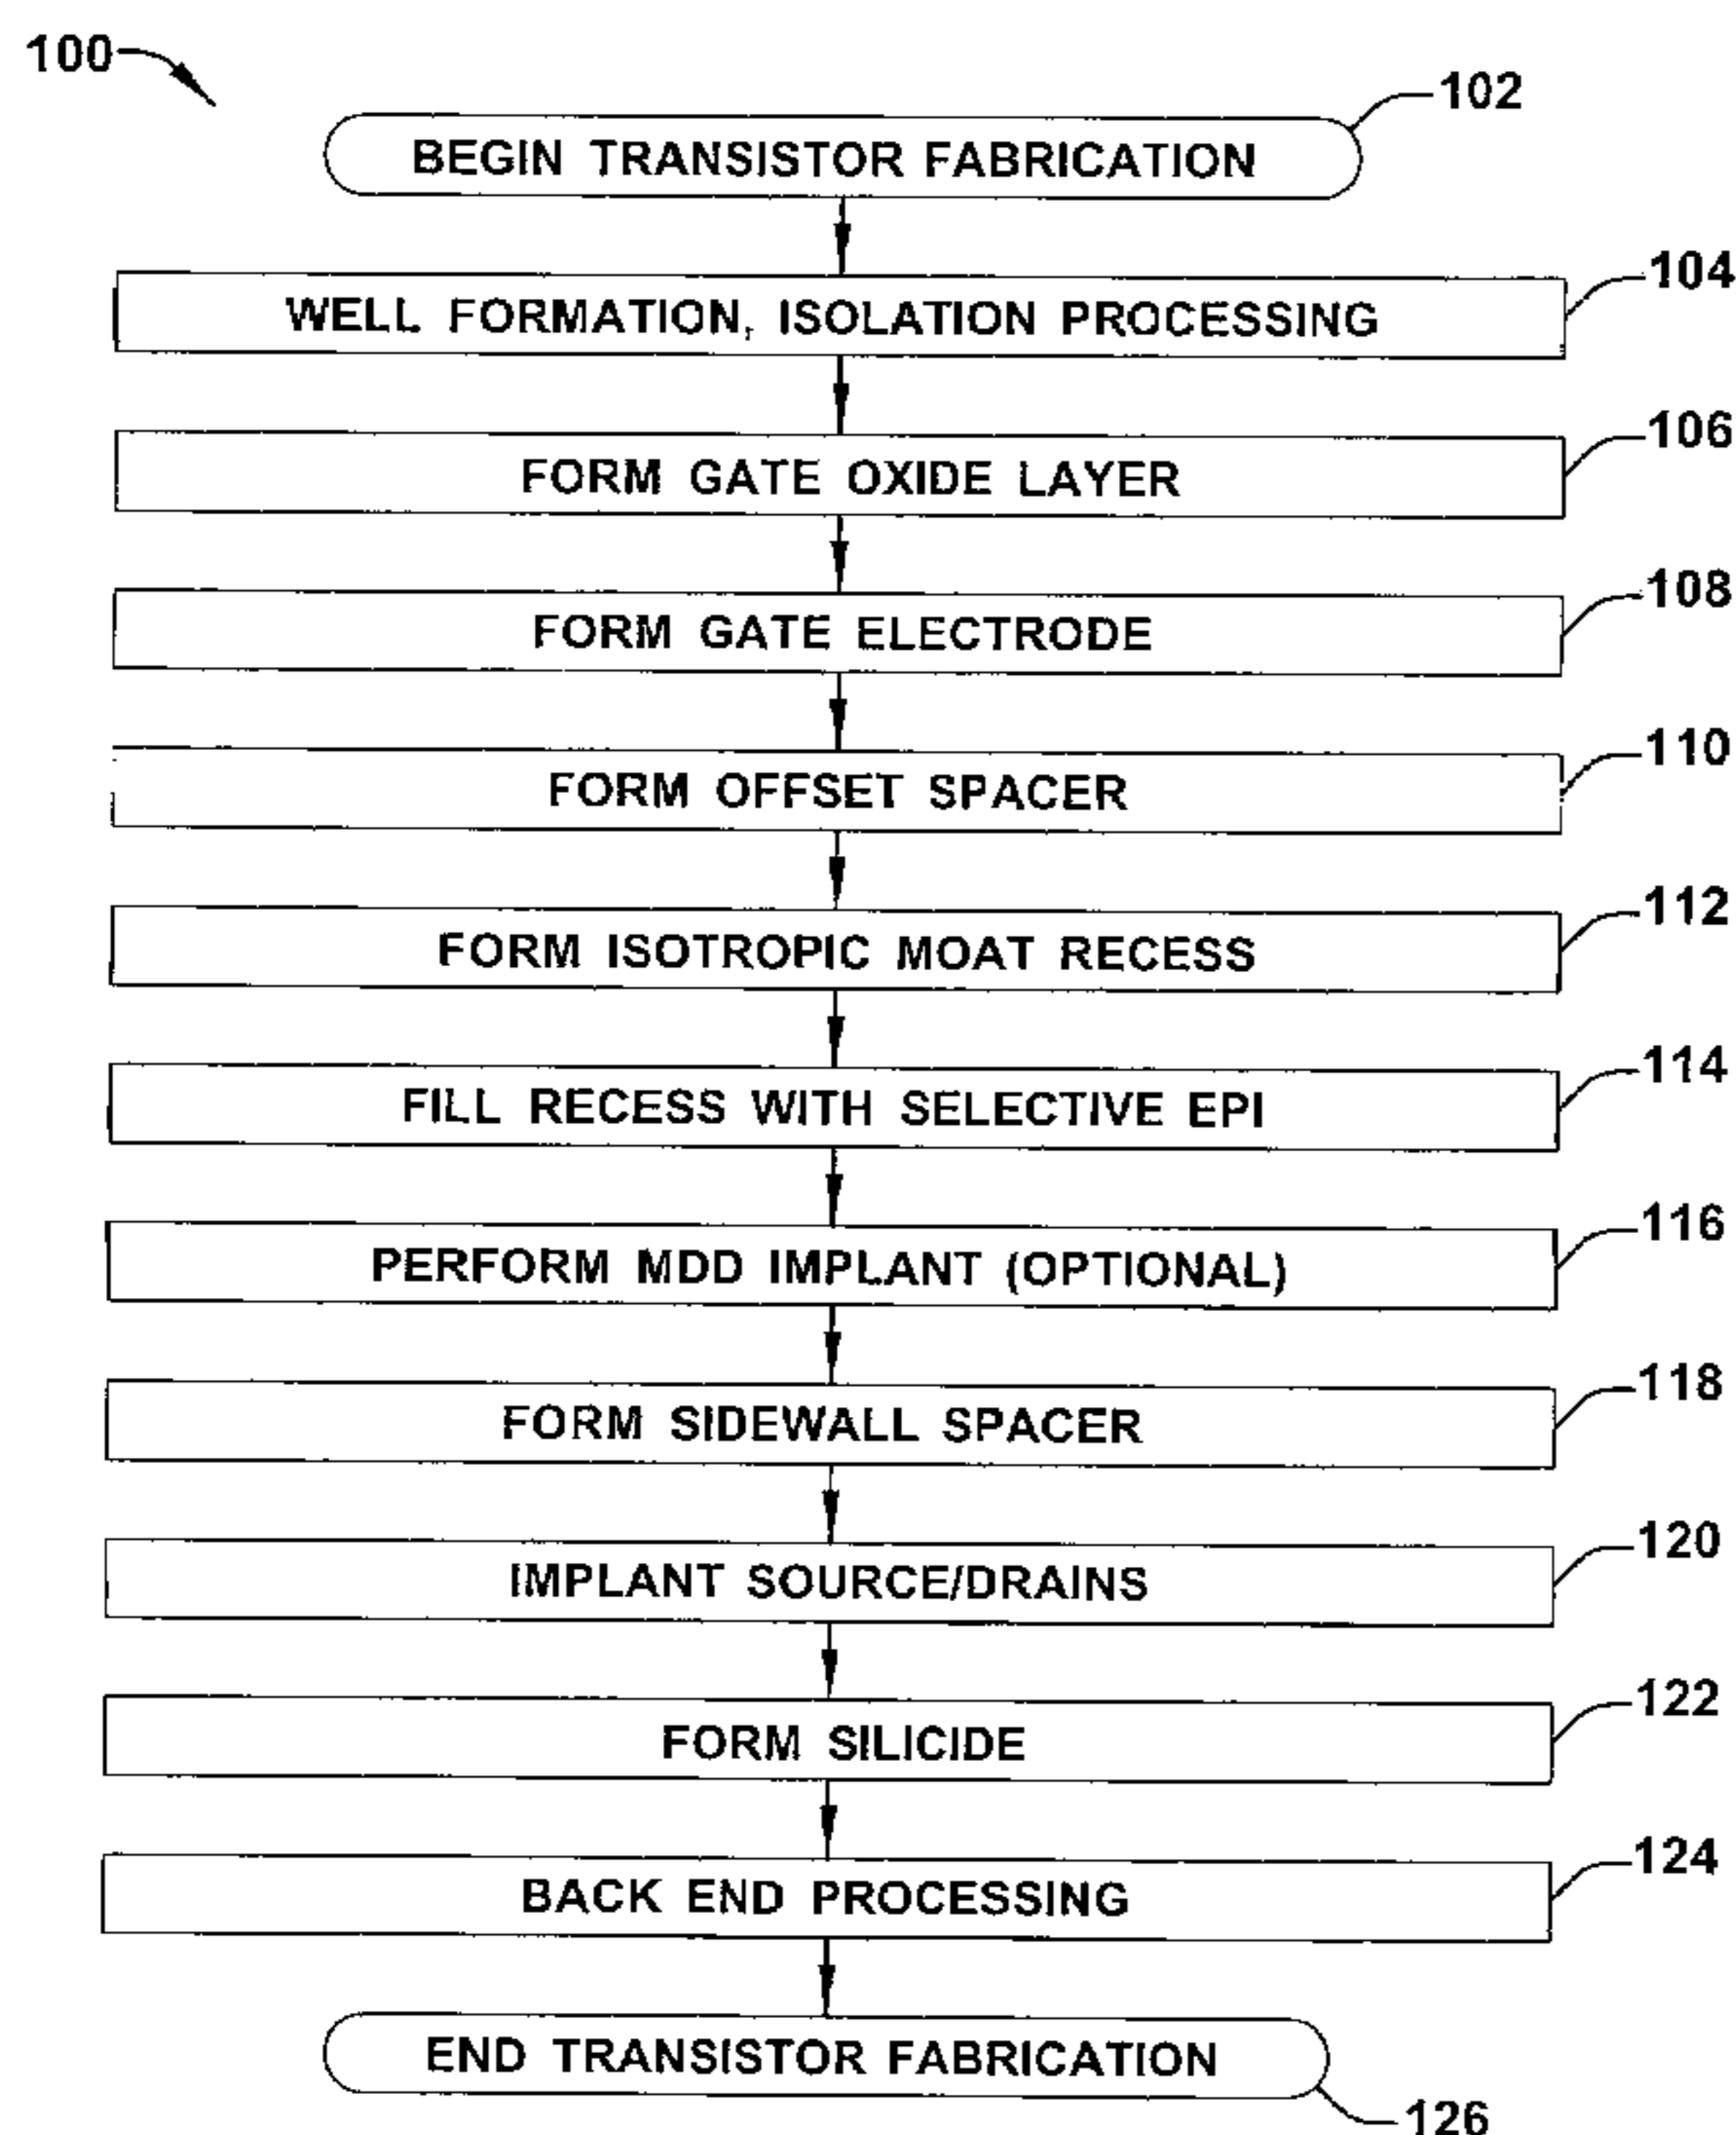 100
102
BEGIN TRANSISTOR FABRICATION
104
WELL FORMATION, ISOLATION PROCESSING
106
FORM GATE OXIDE LAYER
108
FORM GATE ELECTRODE
110
FORM OFFSET SPACER
112
FORM ISOTROPIC MOAT RECESS
114
FILL RECESS WITH SELECTIVE EPI
116
PERFORM MDD IMPLANT (OPTIONAL)
118
FORM SIDEWALL SPACER
120
IMPLANT SOURCE/DRAINS
122
FORM SILICIDE
124
BACK END PROCESSING
END TRANSISTOR FABRICATION
126